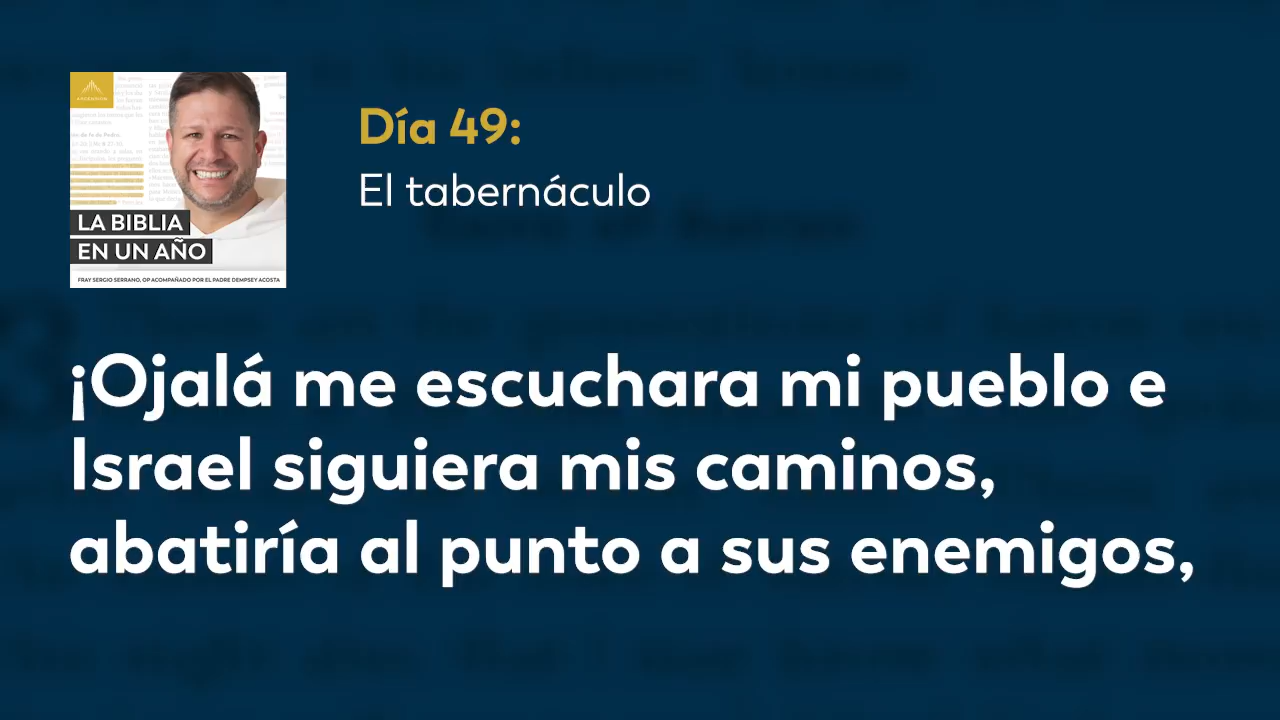 Día 49:
El tabernáculo
ASCENSION
LA BIBLIA
EN UN AÑO
FRAY SERGIO SERRANO, OP ACOMPAÑADO POR EL PADRE DEMPSEY ACOSTA
¡Ojalá me escuchara mi pueblo e
Israel siguiera mis caminos,
abatiría al punto a sus enemigos,